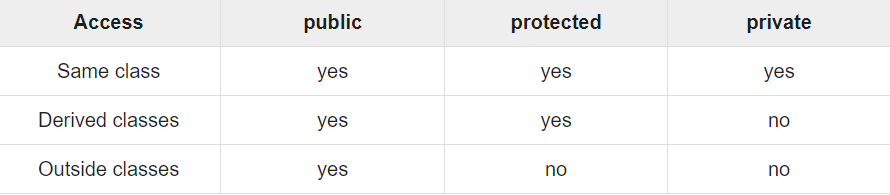 Access public protected private
Same class yes yes yes
Derived classes yes yes no
Outside classes yes no no